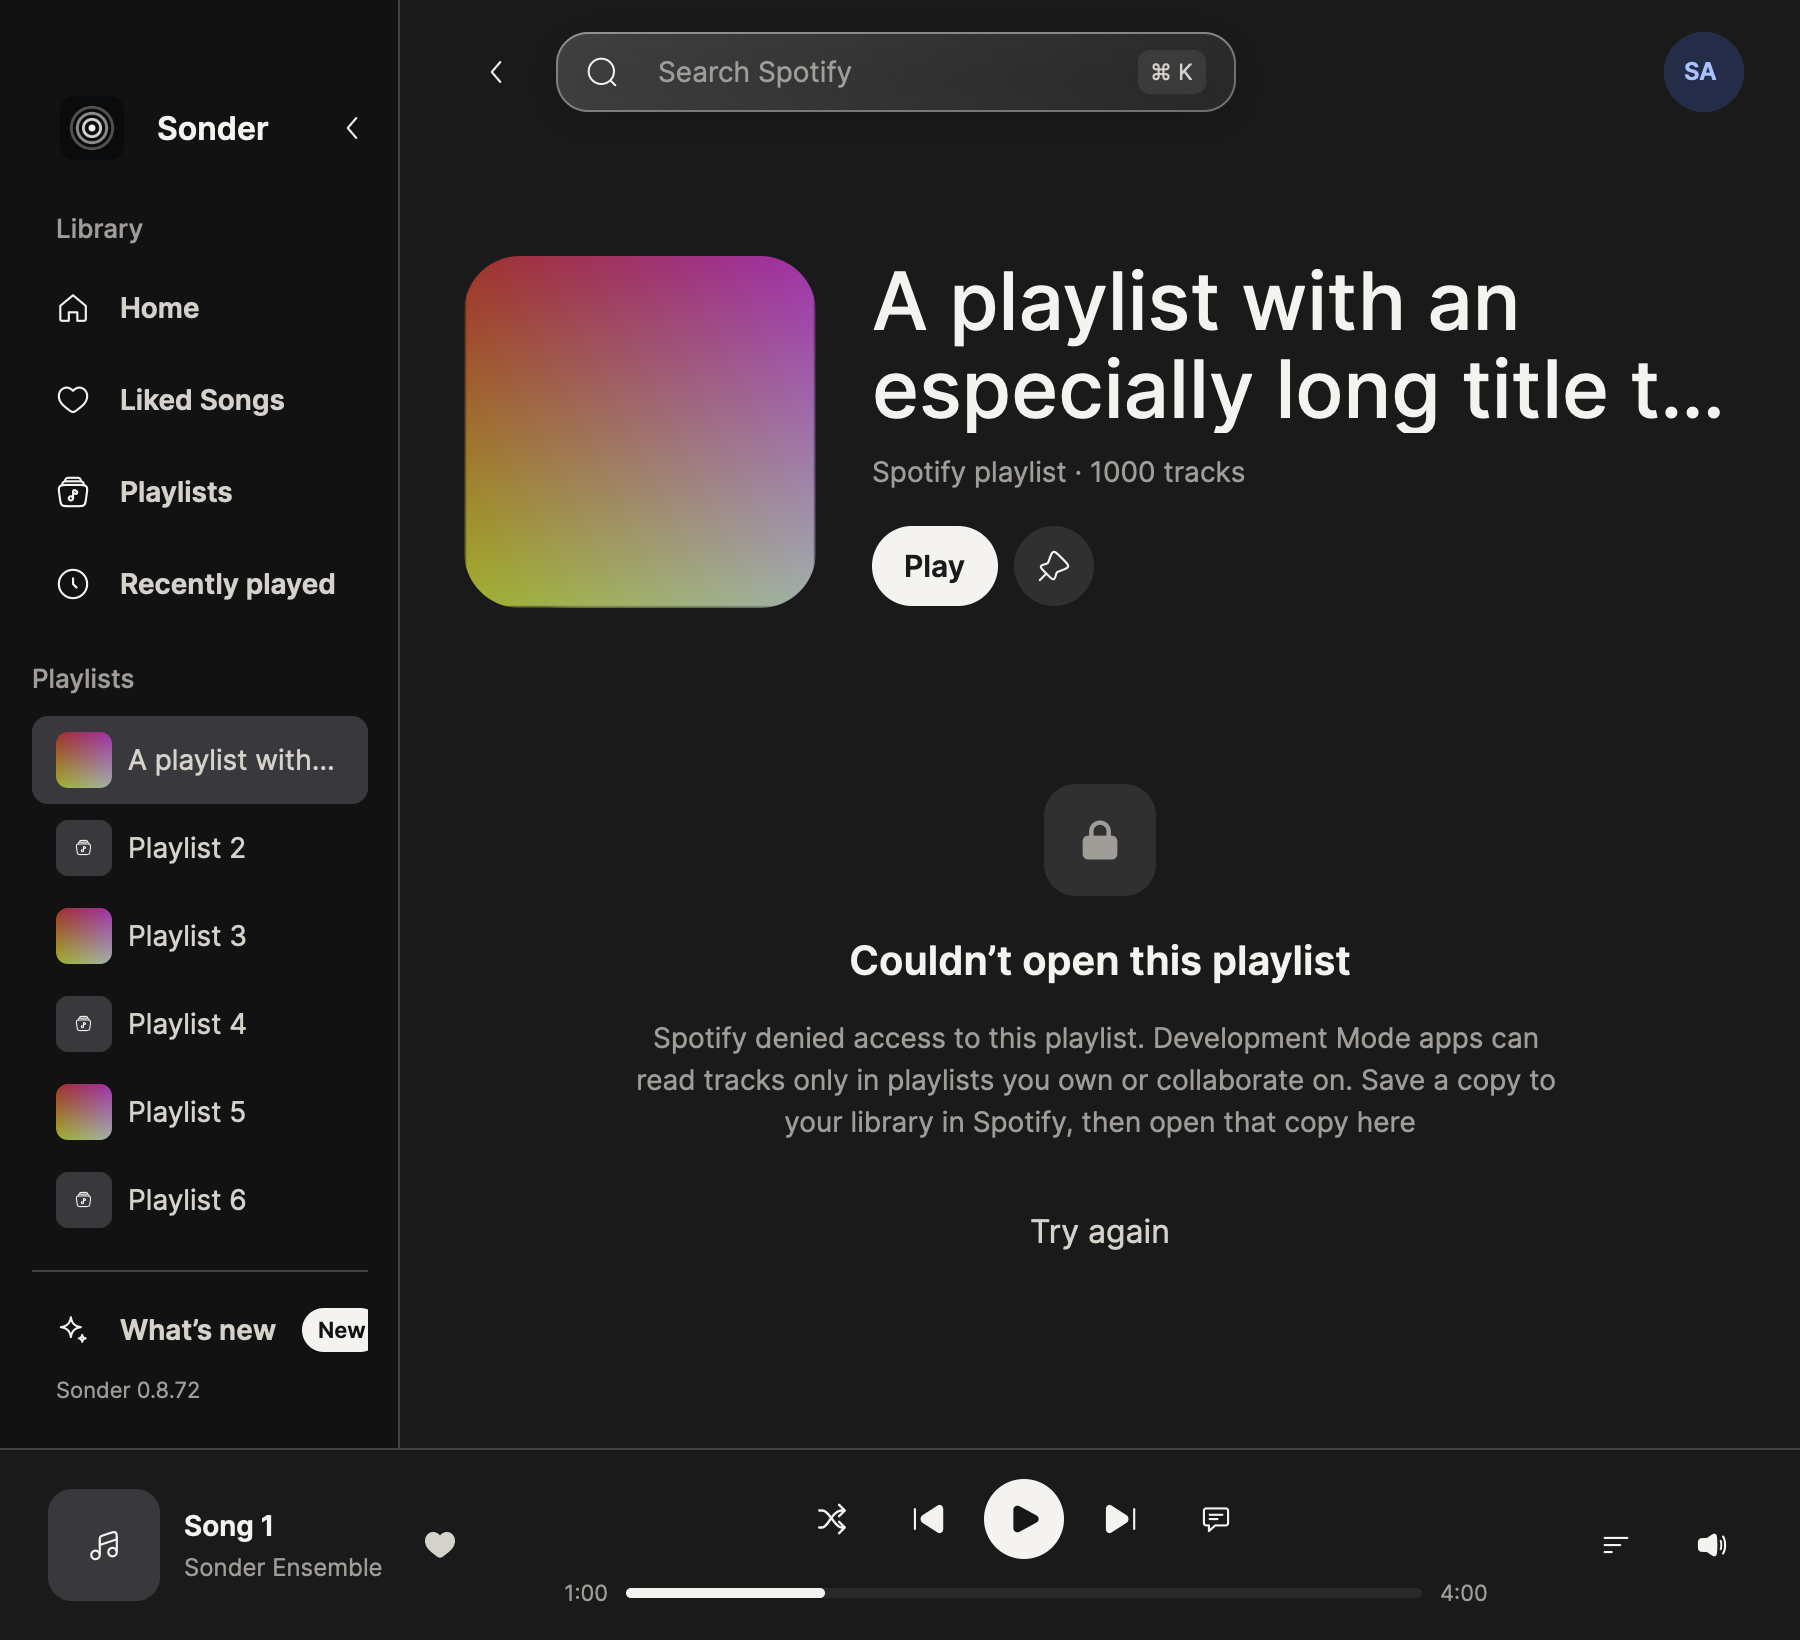 Sonder
Library
Home
Liked Songs
Playlists
Recently played
Playlists
A playlist with...
Playlist 2
Playlist 3
Playlist 4
Playlist 5
Playlist 6
What’s new New
Sonder 0.8.72
Search Spotify ⌘ K
SA
A playlist with an
especially long title t...
Spotify playlist · 1000 tracks
Play
Couldn’t open this playlist
Spotify denied access to this playlist. Development Mode apps can
read tracks only in playlists you own or collaborate on. Save a copy to
your library in Spotify, then open that copy here
Try again
Song 1
Sonder Ensemble
1:00 4:00